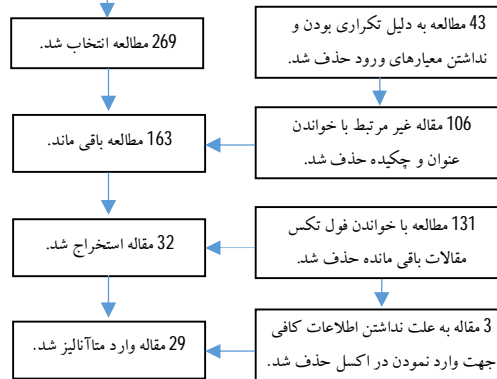 43 مطالعه به دلیل تکراری بودن و
نداشتن معیارهای ورود حذف شد.
269 مطالعه انتخاب شد.
106 مقاله غیر مرتبط با خواندن
عنوان و چکیده حذف شد.
163 مطالعه باقی ماند.
131 مطالعه با خواندن فول تکس
مقالات باقی مانده حذف شد.
32 مقاله استخراج شد.
3 مقاله به علت نداشتن اطلاعات کافی
جهت وارد نمودن در اکسل حذف شد.
29 مقاله وارد متاآنالیز شد.